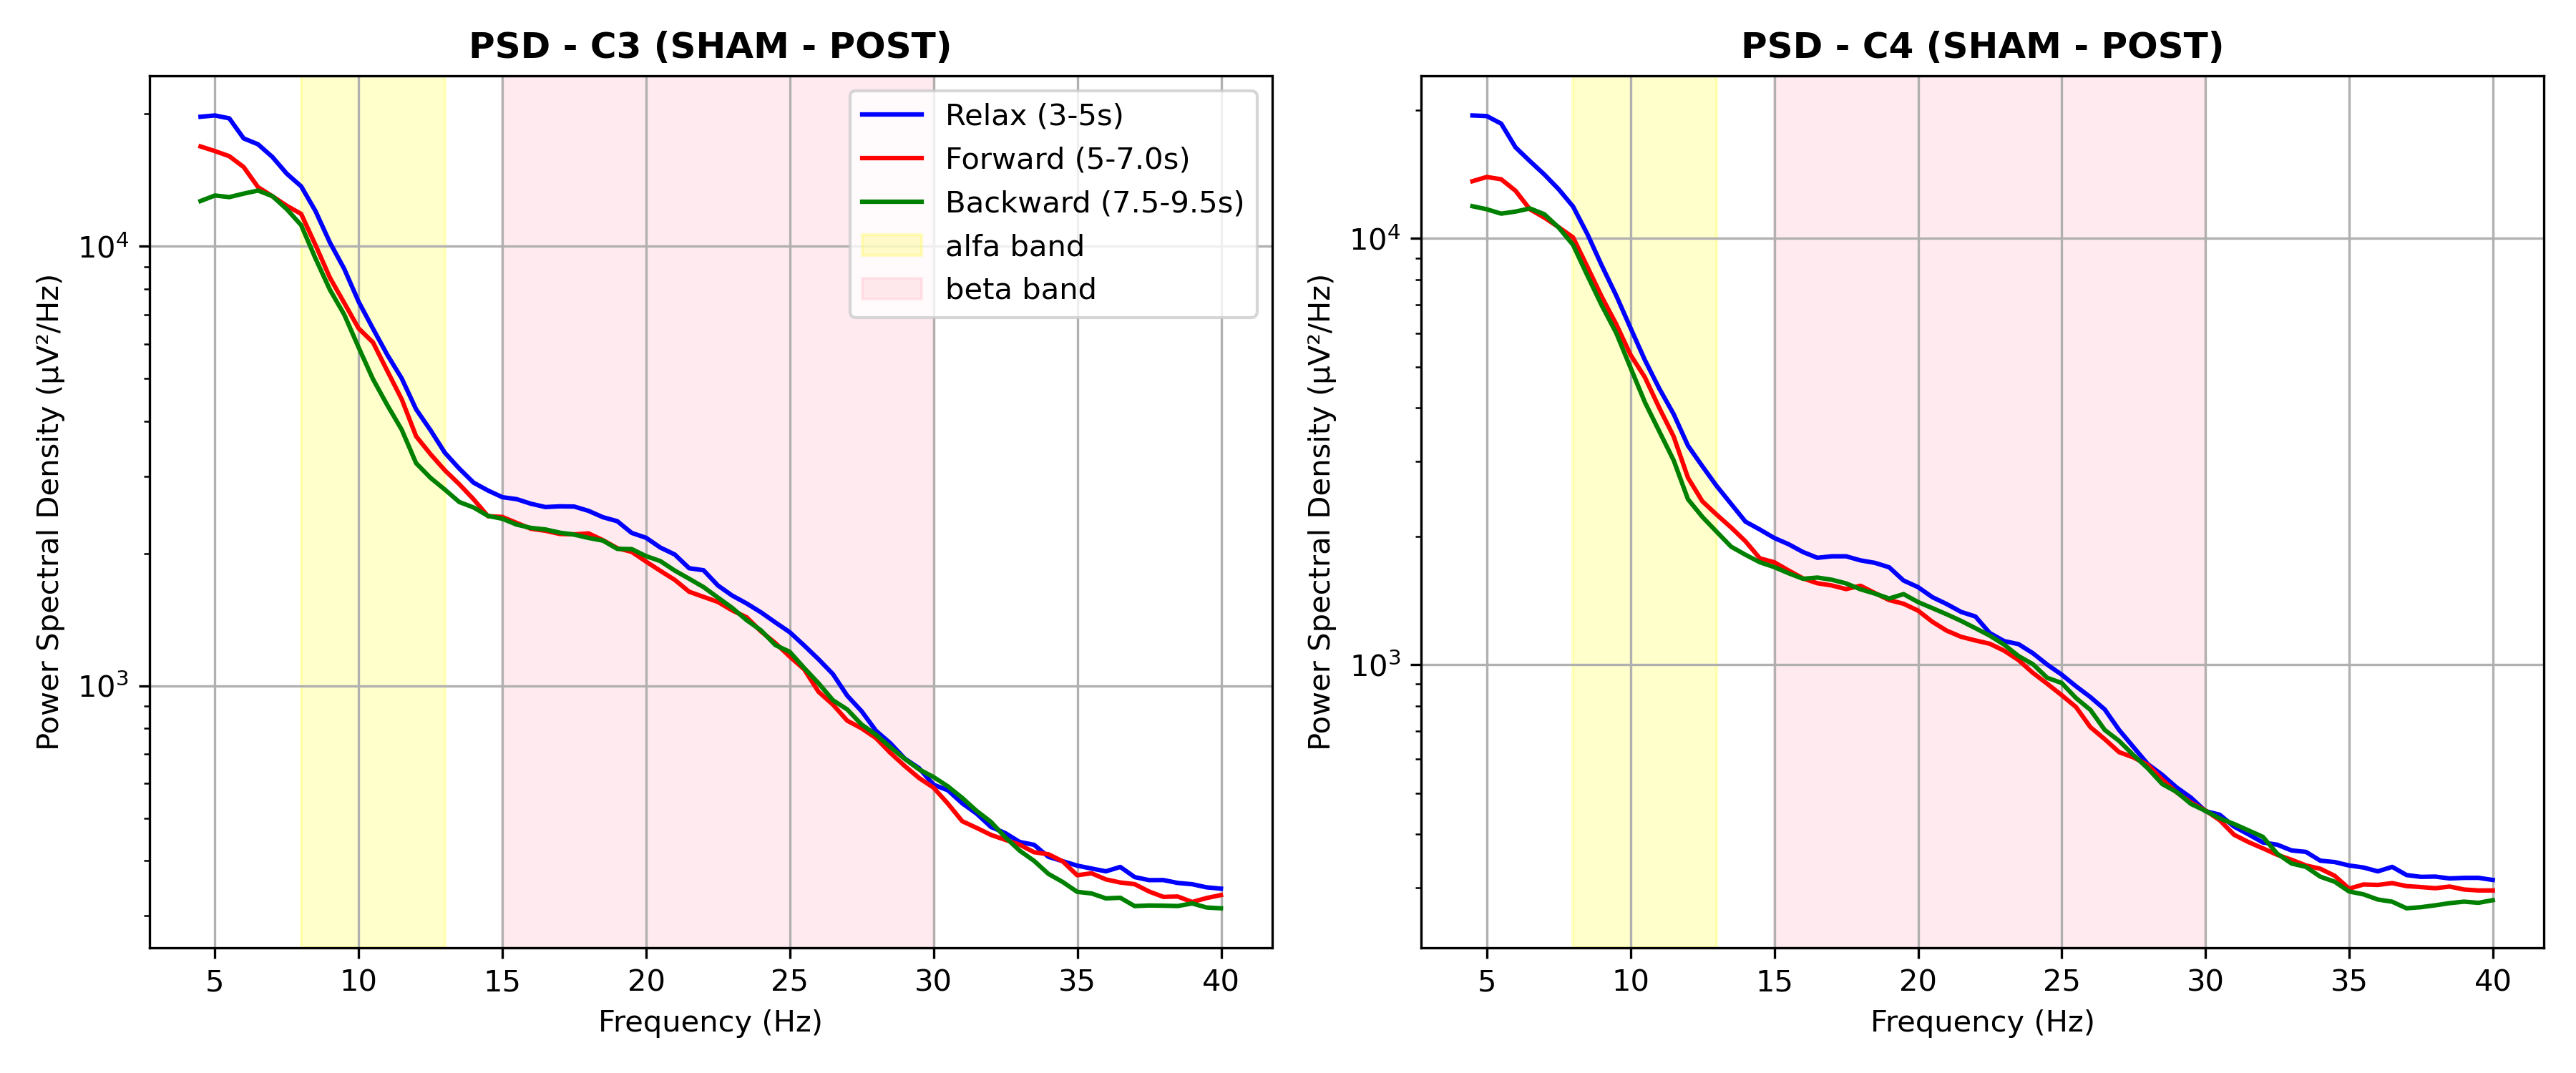 PSD - C3 (SHAM - POST)
Power Spectral Density (µV²/Hz)
10⁴
10³
Relax (3-5s)
Forward (5-7.0s)
Backward (7.5-9.5s)
alfa band
beta band
5 10 15 20 25 30 35 40
Frequency (Hz)
PSD - C4 (SHAM - POST)
Power Spectral Density (µV²/Hz)
10⁴
10³
5 10 15 20 25 30 35 40
Frequency (Hz)